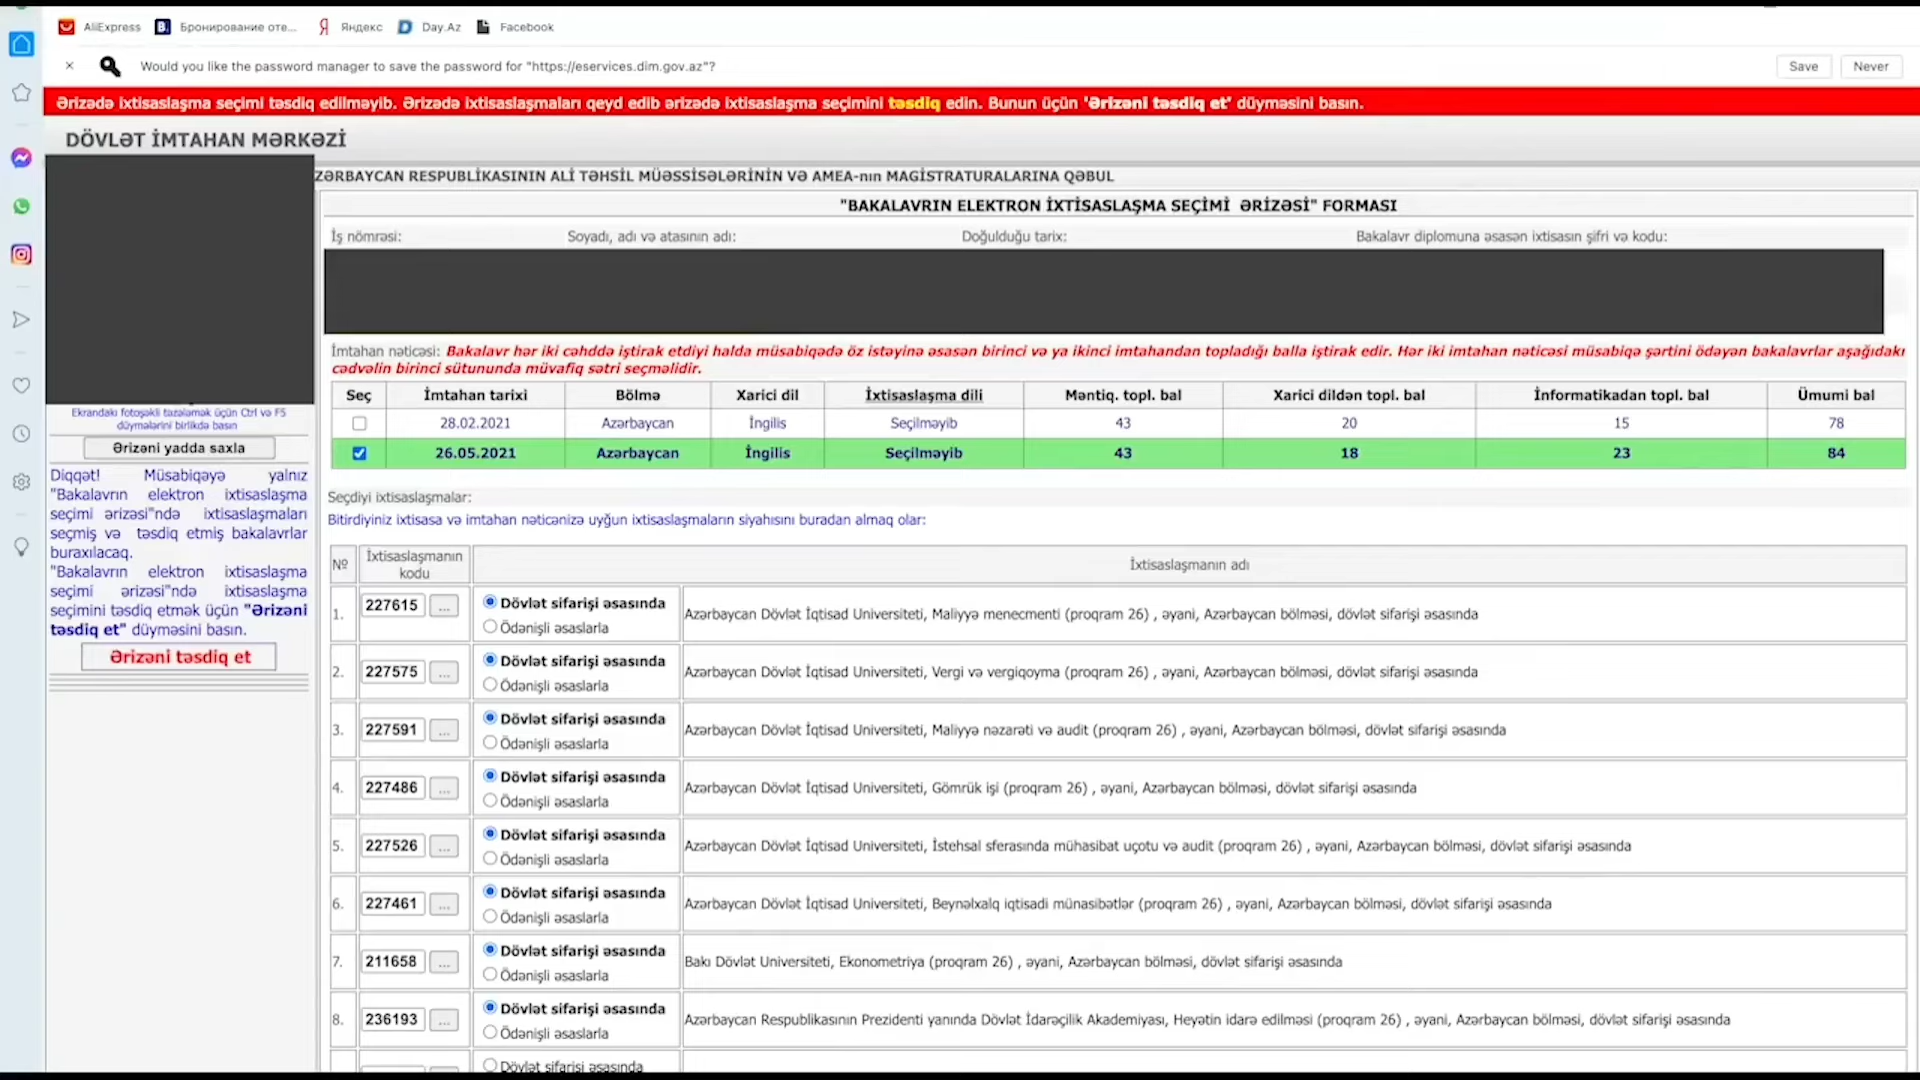 AliExpress Бронирование оте... Яндекс Day.Az Facebook
Would you like the password manager to save the password for "https://eservices.dim.gov.az"? Save Never
Ərizədə ixtisaslaşma seçimi təsdiq edilməyib. Ərizədə ixtisaslaşmaları qeyd edib ərizədə ixtisaslaşma seçimini təsdiq edin. Bunun üçün 'Ərizəni təsdiq et' düyməsini basın.
DÖVLƏT İMTAHAN MƏRKƏZİ
ZƏRBAYCAN RESPUBLİKASININ ALİ TƏHSİL MÜƏSSİSƏLƏRİNİN VƏ AMEA-nın MAGİSTRATURALARINA QƏBUL
"BAKALAVRIN ELEKTRON İXTİSASLAŞMA SEÇİMİ ƏRİZƏSİ" FORMASI
İş nömrəsi: Soyadı, adı və atasının adı: Doğulduğu tarix: Bakalavr diplomuna əsasən ixtisasın şifri və kodu:
İmtahan nəticəsi: Bakalavr hər iki cəhddə iştirak etdiyi halda müsabiqədə öz istəyinə əsasən birinci və ya ikinci imtahandan topladığı balla iştirak edir. Hər iki imtahan nəticəsi müsabiqə şərtini ödəyən bakalavrlar aşağıdakı
cədvəlin birinci sütununda müvafiq sətri seçməlidir.
Seç İmtahan tarixi Bölmə Xarici dil İxtisaslaşma dili Məntiq. topl. bal Xarici dildən topl. bal İnformatikadan topl. bal Ümumi bal
28.02.2021 Azərbaycan İngilis Seçilməyib 43 20 15 78
26.05.2021 Azərbaycan İngilis Seçilməyib 43 18 23 84
Ekrandakı fotoşəkli təzələmək üçün Ctrl və F5
düymələrini birlikdə basın
Ərizəni yadda saxla
Diqqət! Müsabiqəyə yalnız
"Bakalavrın elektron ixtisaslaşma
seçimi ərizəsi"ndə ixtisaslaşmaları
seçmiş və təsdiq etmiş bakalavrlar
buraxılacaq.
"Bakalavrın elektron ixtisaslaşma
seçimi ərizəsi"ndə ixtisaslaşma
seçimini təsdiq etmək üçün "Ərizəni
təsdiq et" düyməsini basın.
Ərizəni təsdiq et
Seçdiyi ixtisaslaşmalar:
Bitirdiyiniz ixtisasa və imtahan nəticənizə uyğun ixtisaslaşmaların siyahısını buradan almaq olar:
№ İxtisaslaşmanın kodu İxtisaslaşmanın adı
1. 227615 ... Dövlət sifarişi əsasında Azərbaycan Dövlət İqtisad Universiteti, Maliyyə menecmenti (proqram 26) , əyani, Azərbaycan bölməsi, dövlət sifarişi əsasında
Ödənişli əsaslarla
2. 227575 ... Dövlət sifarişi əsasında Azərbaycan Dövlət İqtisad Universiteti, Vergi və vergiqoyma (proqram 26) , əyani, Azərbaycan bölməsi, dövlət sifarişi əsasında
Ödənişli əsaslarla
3. 227591 ... Dövlət sifarişi əsasında Azərbaycan Dövlət İqtisad Universiteti, Maliyyə nəzarəti və audit (proqram 26) , əyani, Azərbaycan bölməsi, dövlət sifarişi əsasında
Ödənişli əsaslarla
4. 227486 ... Dövlət sifarişi əsasında Azərbaycan Dövlət İqtisad Universiteti, Gömrük işi (proqram 26) , əyani, Azərbaycan bölməsi, dövlət sifarişi əsasında
Ödənişli əsaslarla
5. 227526 ... Dövlət sifarişi əsasında Azərbaycan Dövlət İqtisad Universiteti, İstehsal sferasında mühasibat uçotu və audit (proqram 26) , əyani, Azərbaycan bölməsi, dövlət sifarişi əsasında
Ödənişli əsaslarla
6. 227461 ... Dövlət sifarişi əsasında Azərbaycan Dövlət İqtisad Universiteti, Beynəlxalq iqtisadi münasibətlər (proqram 26) , əyani, Azərbaycan bölməsi, dövlət sifarişi əsasında
Ödənişli əsaslarla
7. 211658 ... Dövlət sifarişi əsasında Bakı Dövlət Universiteti, Ekonometriya (proqram 26) , əyani, Azərbaycan bölməsi, dövlət sifarişi əsasında
Ödənişli əsaslarla
8. 236193 ... Dövlət sifarişi əsasında Azərbaycan Respublikasının Prezidenti yanında Dövlət İdarəçilik Akademiyası, Heyətin idarə edilməsi (proqram 26) , əyani, Azərbaycan bölməsi, dövlət sifarişi əsasında
Ödənişli əsaslarla
Dövlət sifarişi əsasında